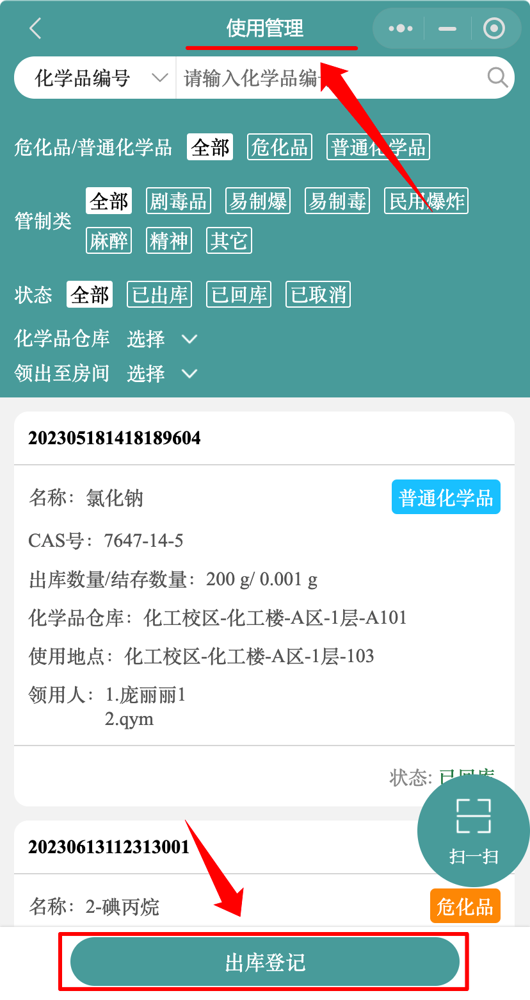 使用管理
化学品编号 请输入化学品编
危化品/普通化学品 全部 危化品 普通化学品
管制类 全部 剧毒品 易制爆 易制毒 民用爆炸
麻醉 精神 其它
状态 全部 已出库 已回库 已取消
化学品仓库 选择
领出至房间 选择
202305181418189604
名称：氯化钠 普通化学品
CAS号：7647-14-5
出库数量/结存数量：200 g/ 0.001 g
化学品仓库：化工校区-化工楼-A区-1层-A101
使用地点：化工校区-化工楼-A区-1层-103
领用人：1.庞丽丽1
2.qym
状态: 已回库
扫一扫
20230613112313001
名称：2-碘丙烷 危化品
出库登记